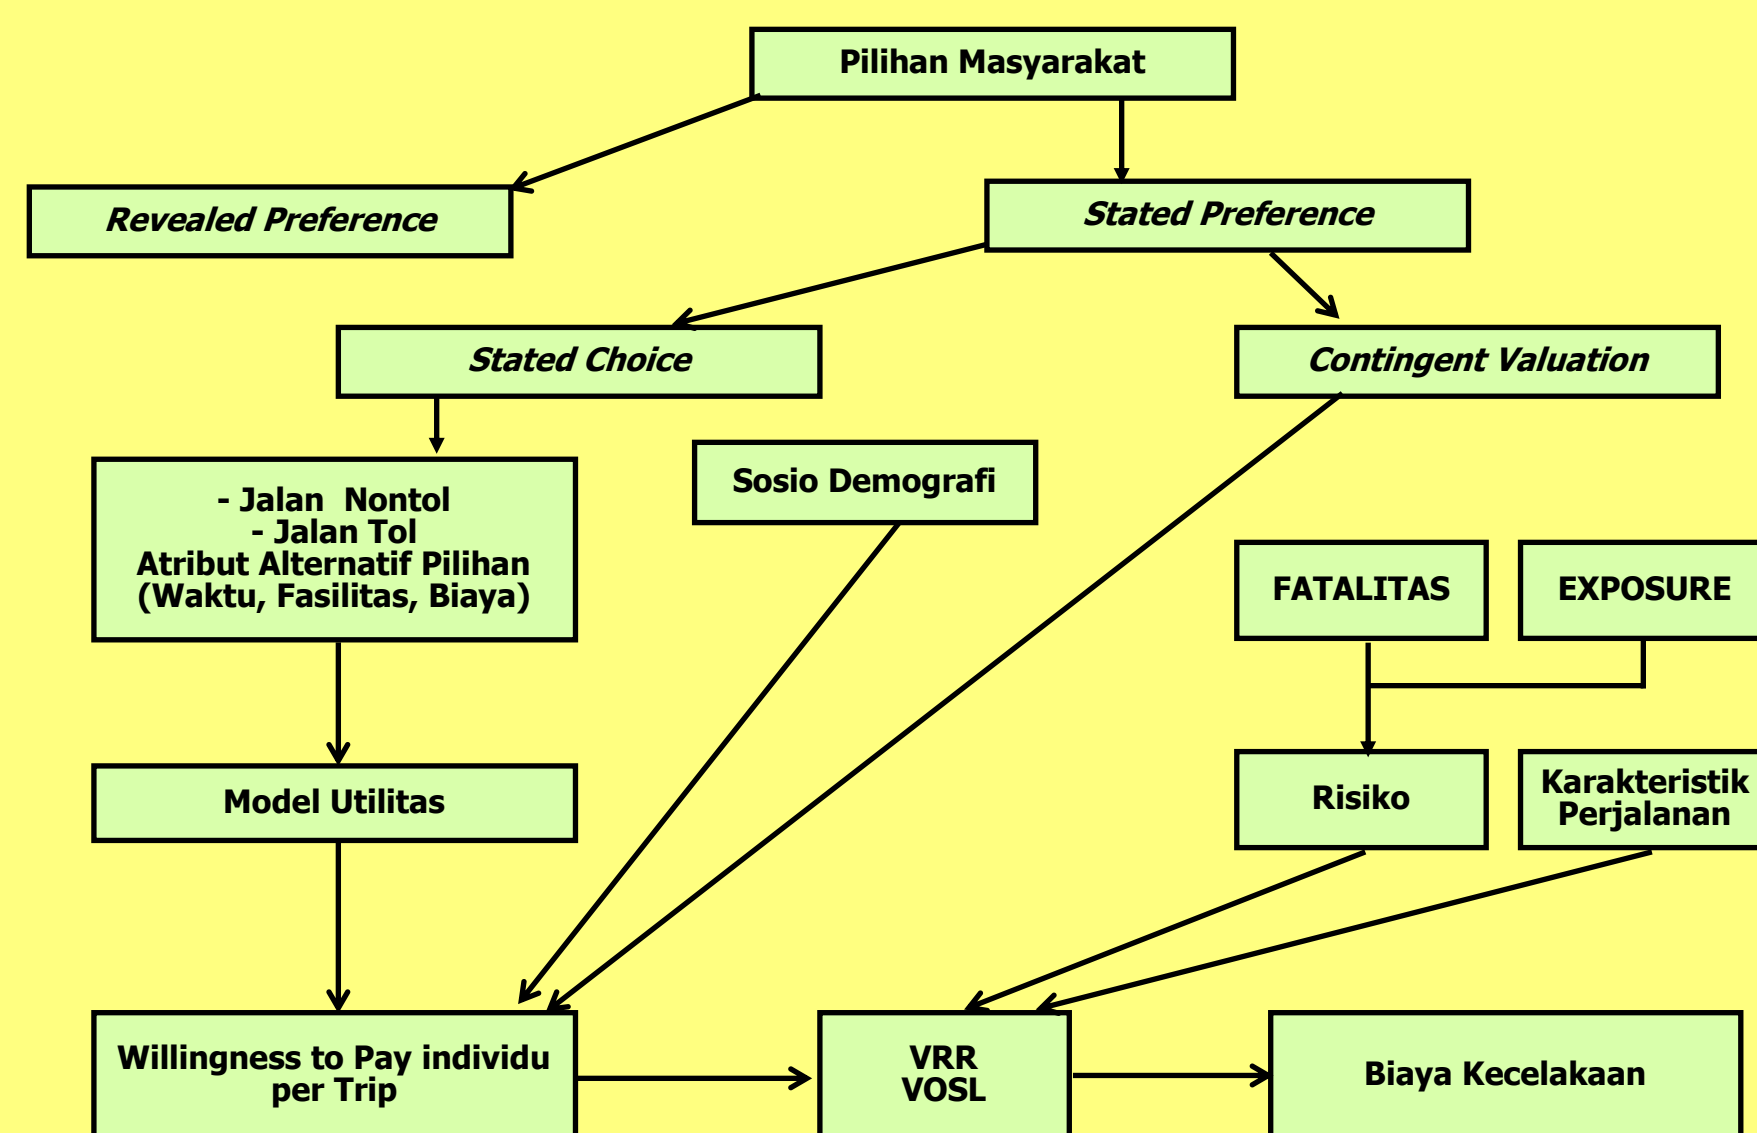 Pilihan Masyarakat
Revealed Preference
Stated Preference
Stated Choice
Contingent Valuation
Sosio Demografi
- Jalan  Nontol
- Jalan Tol
Atribut Alternatif Pilihan
(Waktu, Fasilitas, Biaya)
FATALITAS
EXPOSURE
Model Utilitas
Risiko
Karakteristik
Perjalanan
Willingness to Pay individu
per Trip
VRR
VOSL
Biaya Kecelakaan